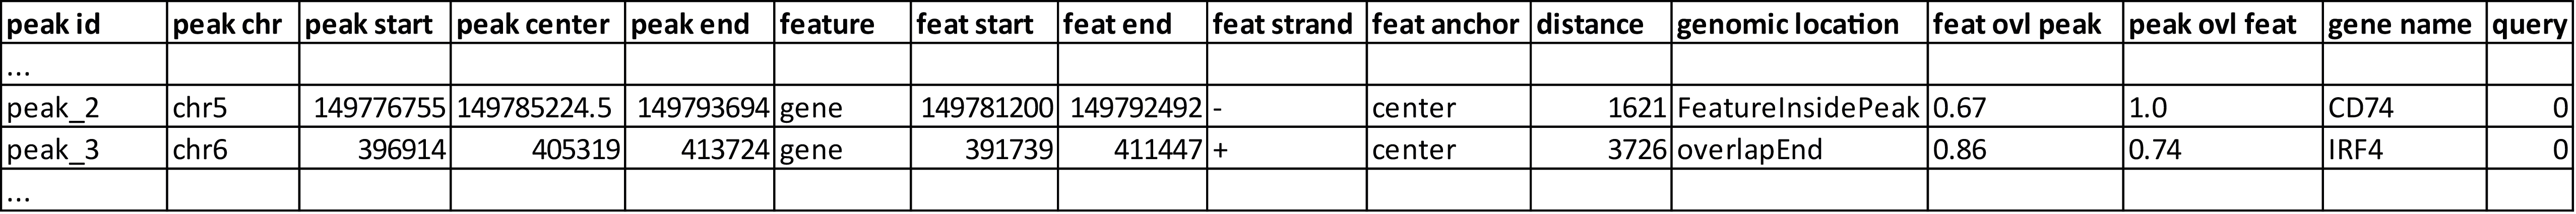 peak id peak chr peak start peak center peak end feature feat start feat end feat strand feat anchor distance genomic location feat ovl peak peak ovl feat gene name query
...
peak_2 chr5 149776755 149785224.5 149793694 gene 149781200 149792492 - center 1621 FeatureInsidePeak 0.67 1.0 CD74 0
peak_3 chr6 396914 405319 413724 gene 391739 411447 + center 3726 overlapEnd 0.86 0.74 IRF4 0
...